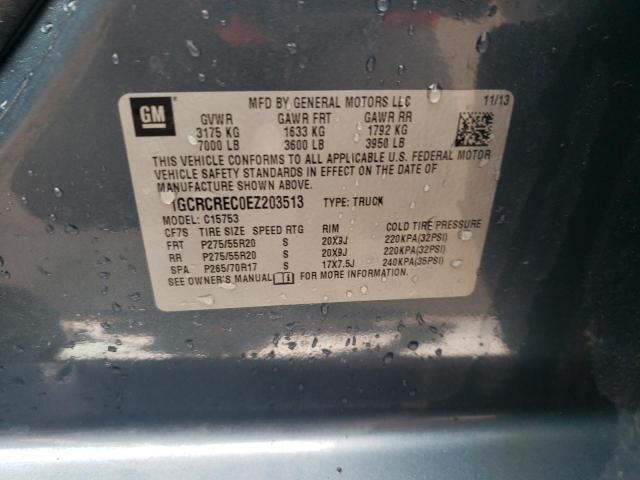 GM
MFD BY GENERAL MOTORS LLC 11/13
GVWR GAWR FRT GAWR RR
3175 KG 1633 KG 1792 KG
7000 LB 3600 LB 3950 LB
THIS VEHICLE CONFORMS TO ALL APPLICABLE U.S. FEDERAL MOTOR
VEHICLE SAFETY STANDARDS IN EFFECT ON THE DATE OF
MANUFACTURE SHOWN ABOVE.
1GCRCREC0EZ203513 TYPE: TRUCK
MODEL: C15753
CF7S TIRE SIZE SPEED RTG RIM COLD TIRE PRESSURE
FRT P275/55R20 S 20X9J 220KPA(32PSI)
RR P275/55R20 S 20X9J 220KPA(32PSI)
SPA P265/70R17 S 17X7.5J 240KPA(35PSI)
SEE OWNER'S MANUAL FOR MORE INFORMATION.